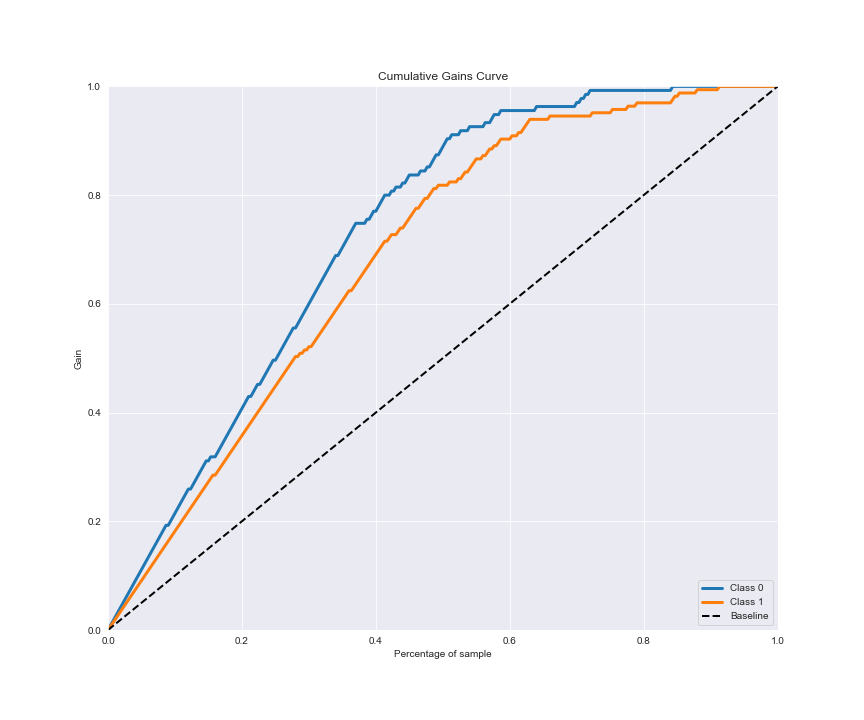 Cumulative Gains Curve
1.0
0.8
0.6
0.4
0.2
0.0
Gain
0.0 0.2 0.4 0.6 0.8 1.0
Percentage of sample
Class 0
Class 1
Baseline